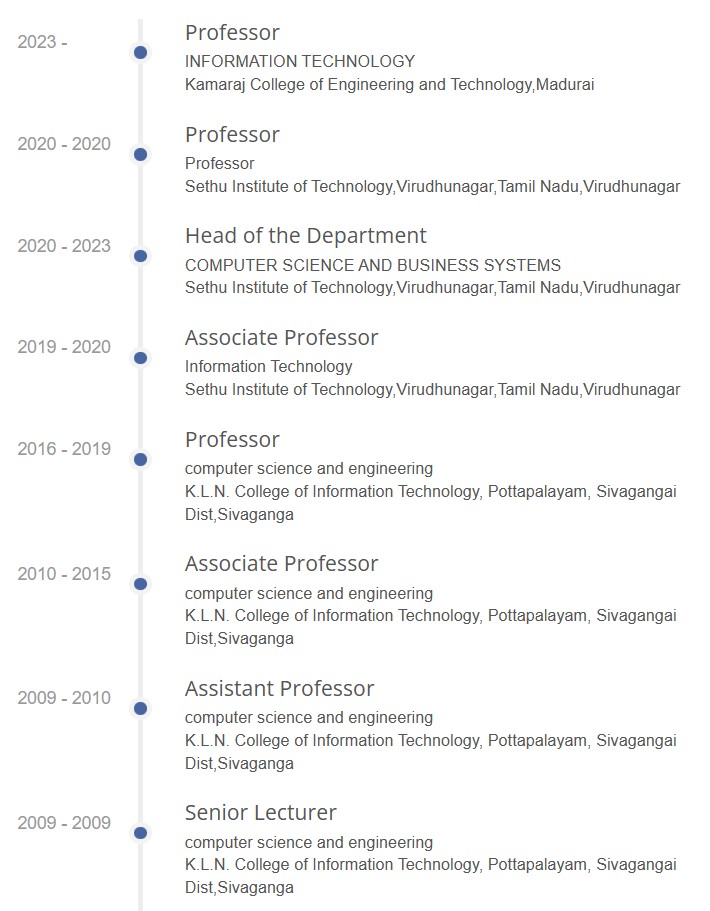 2023 -
Professor
INFORMATION TECHNOLOGY
Kamaraj College of Engineering and Technology,Madurai
2020 - 2020
Professor
Professor
Sethu Institute of Technology,Virudhunagar,Tamil Nadu,Virudhunagar
2020 - 2023
Head of the Department
COMPUTER SCIENCE AND BUSINESS SYSTEMS
Sethu Institute of Technology,Virudhunagar,Tamil Nadu,Virudhunagar
2019 - 2020
Associate Professor
Information Technology
Sethu Institute of Technology,Virudhunagar,Tamil Nadu,Virudhunagar
2016 - 2019
Professor
computer science and engineering
K.L.N. College of Information Technology, Pottapalayam, Sivagangai
Dist,Sivaganga
2010 - 2015
Associate Professor
computer science and engineering
K.L.N. College of Information Technology, Pottapalayam, Sivagangai
Dist,Sivaganga
2009 - 2010
Assistant Professor
computer science and engineering
K.L.N. College of Information Technology, Pottapalayam, Sivagangai
Dist,Sivaganga
2009 - 2009
Senior Lecturer
computer science and engineering
K.L.N. College of Information Technology, Pottapalayam, Sivagangai
Dist,Sivaganga